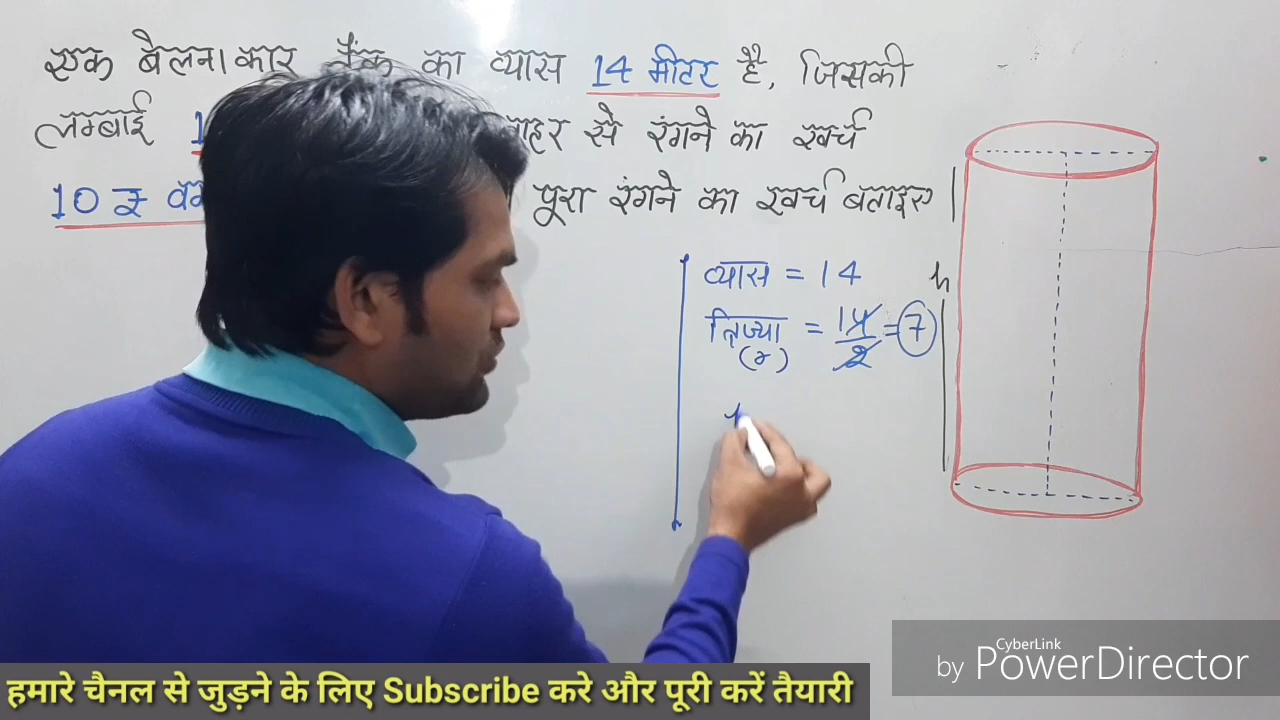 एक बेलनाकार टैंक का व्यास 14 मीटर है, जिसकी
लम्बाई से रंगने का खर्च
10 रु पूरा रंगने का खर्च बताइए
व्यास = 14
त्रिज्या = 14/2 = 7
(r)
h
CyberLink
by PowerDirector
हमारे चैनल से जुड़ने के लिए Subscribe करे और पूरी करें तैयारी